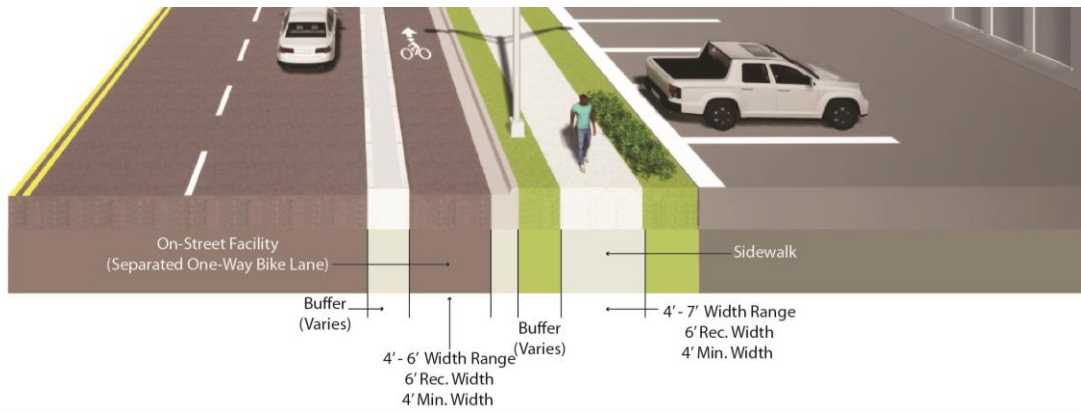 On-Street Facility
(Separated One-Way Bike Lane)
Sidewalk
Buffer
(Varies)
4' - 6' Width Range
6' Rec. Width
4' Min. Width
Buffer
(Varies)
4' - 7' Width Range
6' Rec. Width
4' Min. Width